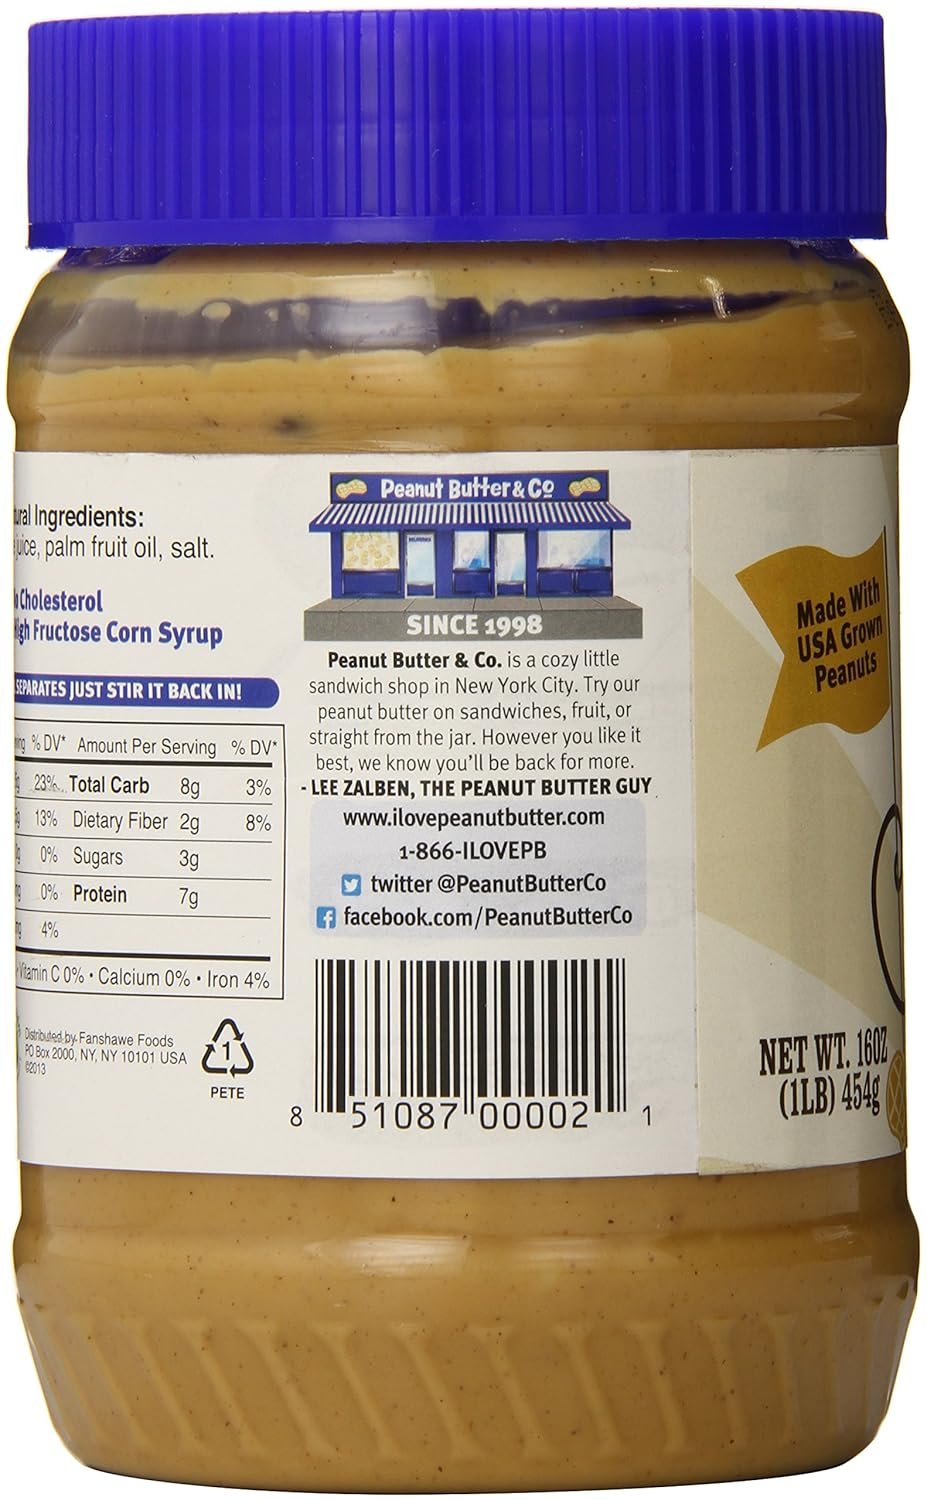 ural Ingredients:
juice, palm fruit oil, salt.
Cholesterol
igh Fructose Corn Syrup
SEPARATES JUST STIR IT BACK IN!
% DV* Amount Per Serving % DV*
23% Total Carb 8g 3%
13% Dietary Fiber 2g 8%
0% Sugars 3g
0% Protein 7g
4%
Vitamin C 0% • Calcium 0% • Iron 4%
Distributed by Fanshawe Foods
PO Box 2000, NY, NY 10101 USA
©2013
1
PETE
Peanut Butter & Co
SINCE 1998
Peanut Butter & Co. is a cozy little
sandwich shop in New York City. Try our
peanut butter on sandwiches, fruit, or
straight from the jar. However you like it
best, we know you'll be back for more.
- LEE ZALBEN, THE PEANUT BUTTER GUY
www.ilovepeanutbutter.com
1-866-ILOVEPB
twitter @PeanutButterCo
facebook.com/PeanutButterCo
8 51087 00002 1
Made With
USA Grown
Peanuts
NET WT. 16OZ
(1LB) 454g